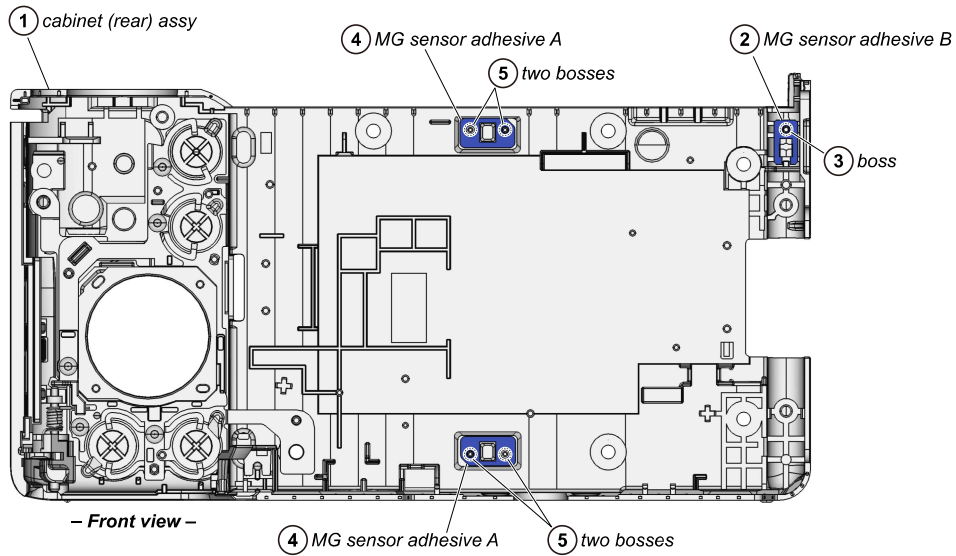 1 cabinet (rear) assy
4 MG sensor adhesive A
2 MG sensor adhesive B
5 two bosses
3 boss
– Front view –
4 MG sensor adhesive A
5 two bosses